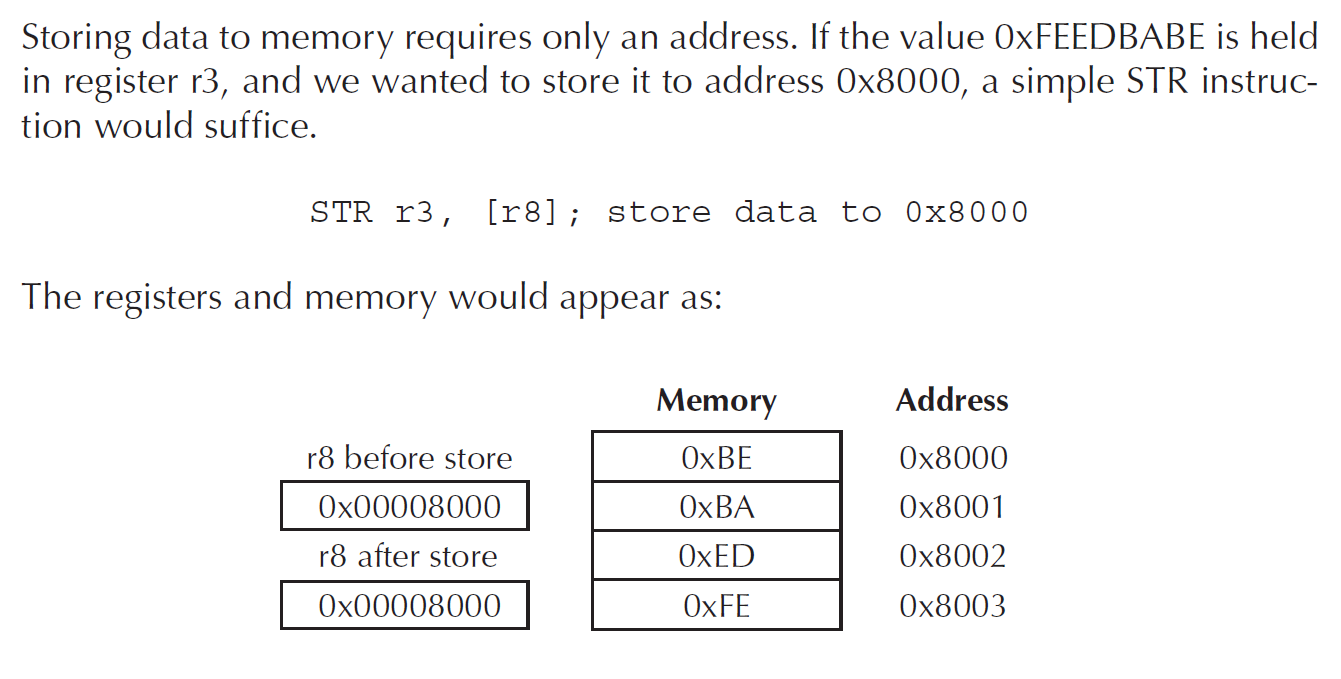 Storing data to memory requires only an address. If the value 0xFEEDBABE is held
in register r3, and we wanted to store it to address 0x8000, a simple STR instruc-
tion would suffice.
STR r3, [r8]; store data to 0x8000
The registers and memory would appear as:
Memory Address
r8 before store 0xBE 0x8000
0x00008000 0xBA 0x8001
r8 after store 0xED 0x8002
0x00008000 0xFE 0x8003